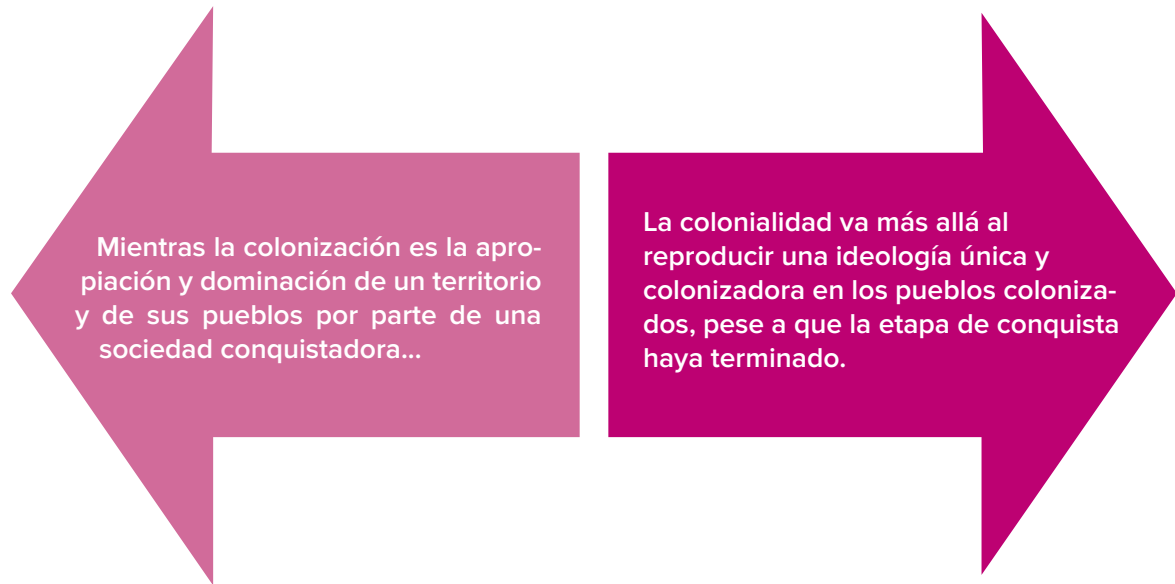 Mientras la colonización es la apro-
piación y dominación de un territorio
y de sus pueblos por parte de una
sociedad conquistadora...
La colonialidad va más allá al
reproducir una ideología única y
colonizadora en los pueblos coloniza-
dos, pese a que la etapa de conquista
haya terminado.